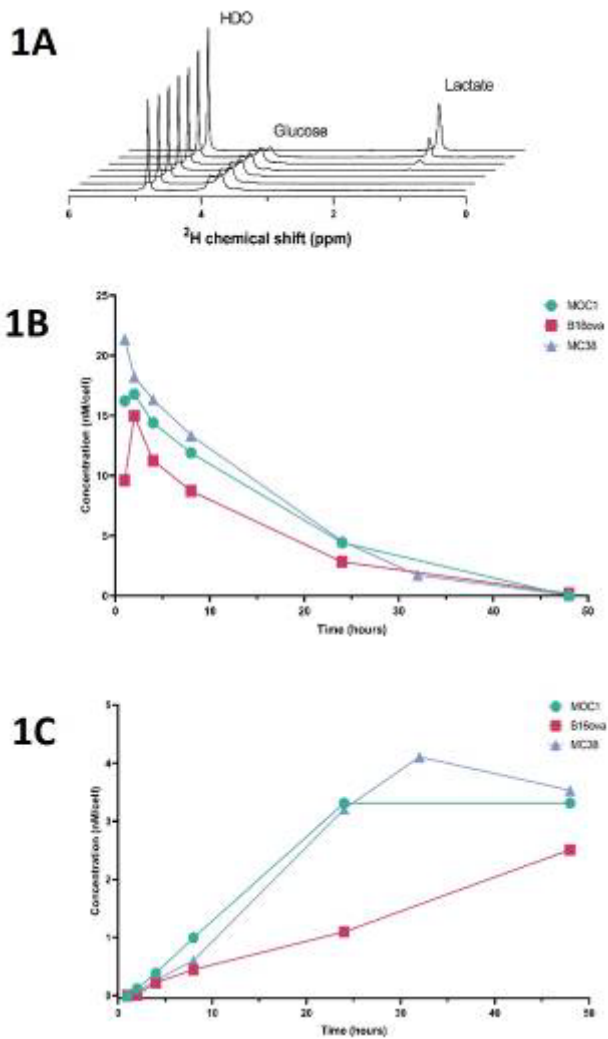 1A
HDO
Lactate
Glucose
6 4 2 0
²H chemical shift (ppm)
1B
25
20
15
10
5
0
Concentration (nM/cell)
0 10 20 30 40 50
Time (hours)
MOC1
B16ova
MC38
1C
5
4
3
2
1
0
Concentration (nM/cell)
0 10 20 30 40 50
Time (hours)
MOC1
B16ova
MC38